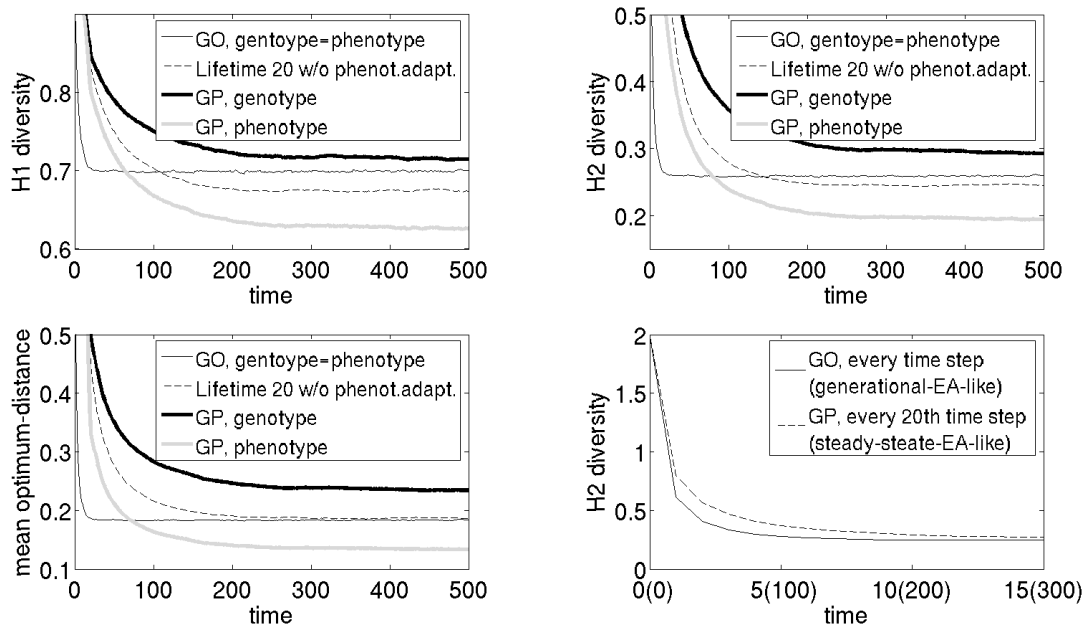 H1 diversity
0.8
0.7
0.6
GO, gentoype=phenotype
Lifetime 20 w/o phenot.adapt.
GP, genotype
GP, phenotype
0 100 200 300 400 500
time
H2 diversity
0.5
0.4
0.3
0.2
GO, gentoype=phenotype
Lifetime 20 w/o phenot.adapt.
GP, genotype
GP, phenotype
0 100 200 300 400 500
time
mean optimum-distance
0.5
0.4
0.3
0.2
0.1
GO, gentoype=phenotype
Lifetime 20 w/o phenot.adapt.
GP, genotype
GP, phenotype
0 100 200 300 400 500
time
H2 diversity
2
1.5
1
0.5
0
GO, every time step
(generational-EA-like)
GP, every 20th time step
(steady-steate-EA-like)
0(0) 5(100) 10(200) 15(300)
time